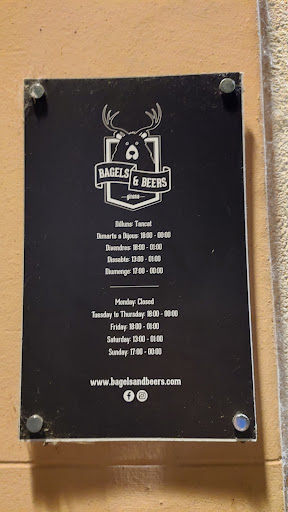 BAGELS & BEERS
girona
Dilluns: Tancat
Dimarts a Dijous: 18:00 - 00:00
Divendres: 18:00 - 01:00
Dissabte: 13:00 - 01:00
Diumenge: 17:00 - 00:00
Monday: Closed
Tuesday to Thursday: 18:00 - 00:00
Friday: 18:00 - 01:00
Saturday: 13:00 - 01:00
Sunday: 17:00 - 00:00
www.bagelsandbeers.com